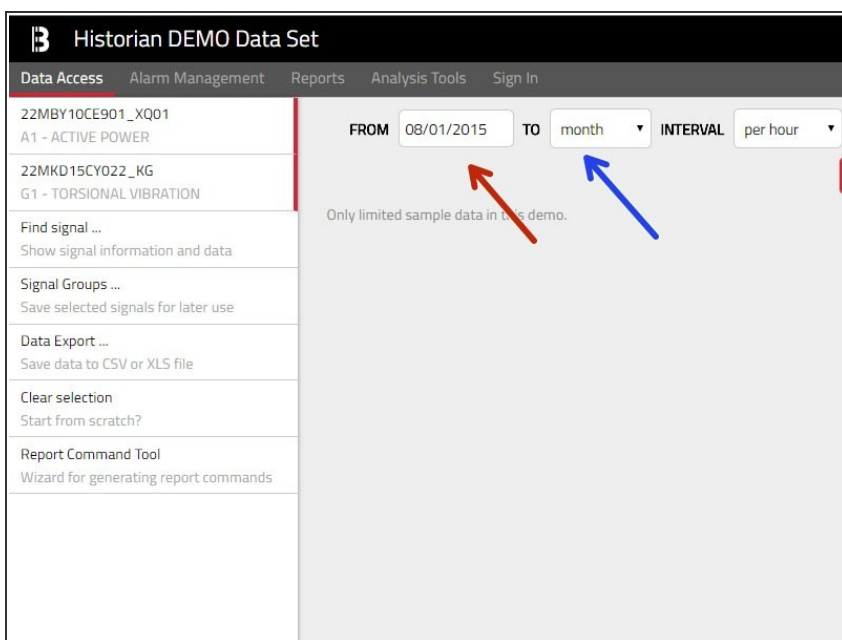 B Historian DEMO Data Set
Data Access Alarm Management Reports Analysis Tools Sign In
22MBY10CE901_XQ01
A1 - ACTIVE POWER
22MKD15CY022_KG
G1 - TORSIONAL VIBRATION
Find signal ...
Show signal information and data
Signal Groups ...
Save selected signals for later use
Data Export ...
Save data to CSV or XLS file
Clear selection
Start from scratch?
Report Command Tool
Wizard for generating report commands
FROM 08/01/2015 TO month INTERVAL per hour
Only limited sample data in this demo.